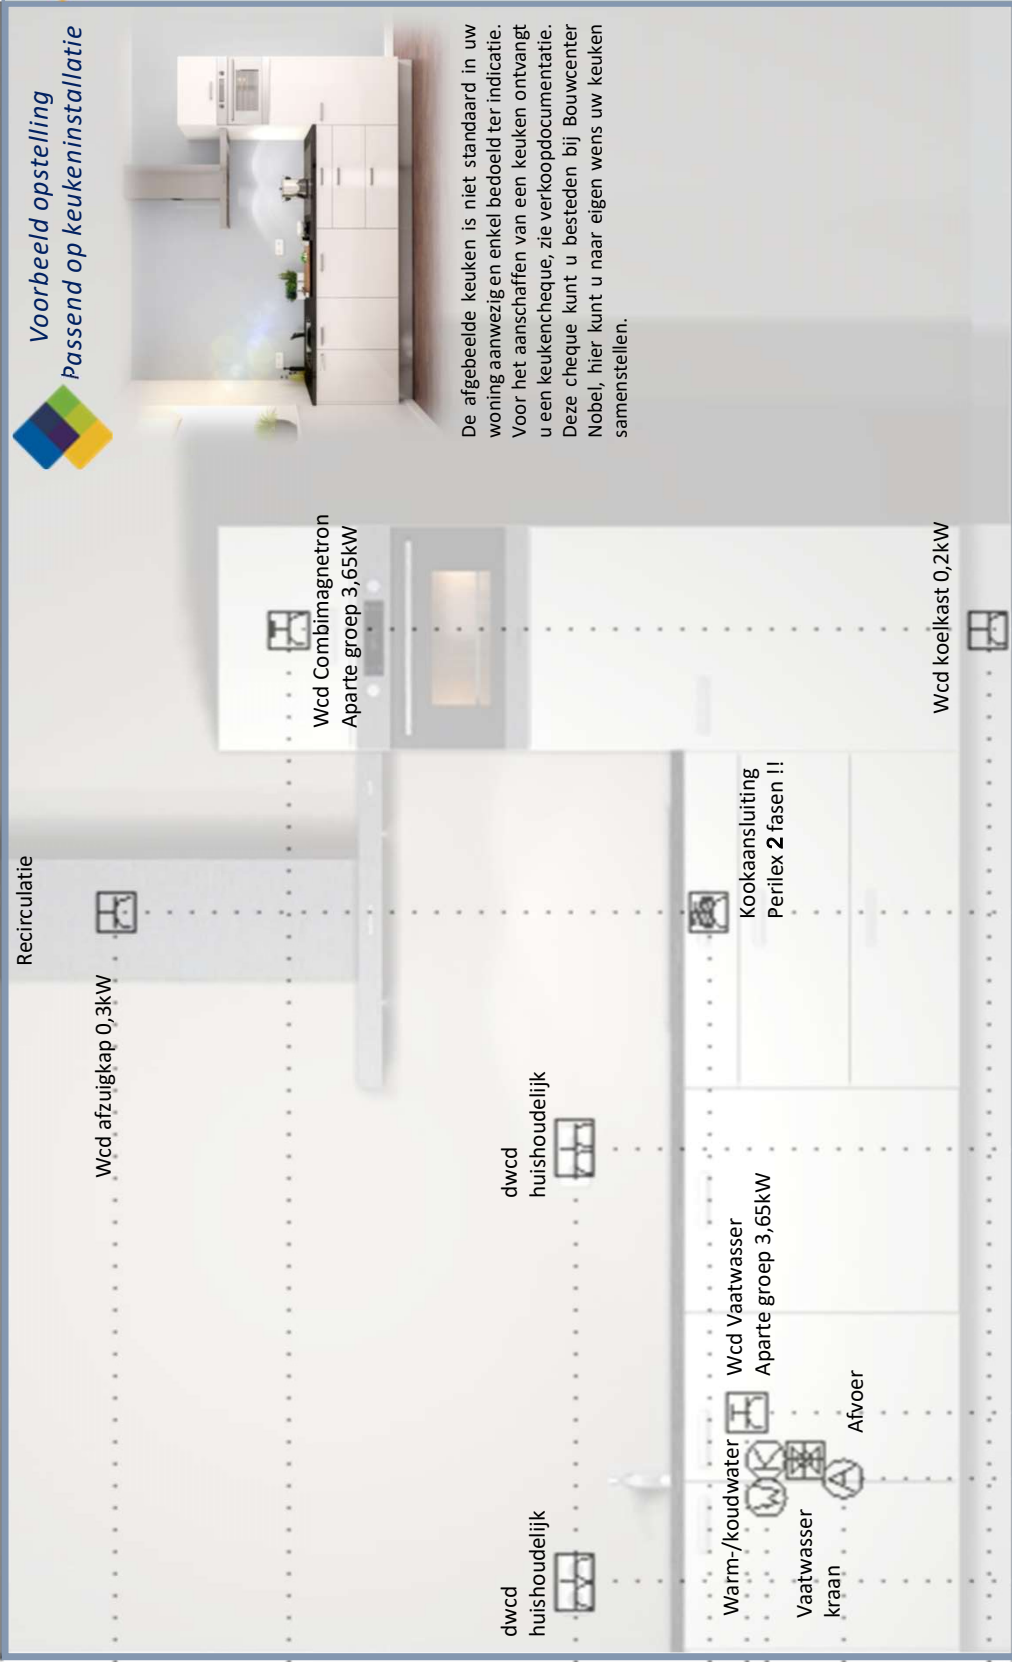 Voorbeeld opstelling
Passend op keukeninstallatie
De afgebeelde keuken is niet standaard in uw
woning aanwezig en enkel bedoeld ter indicatie.
Voor het aanschaffen van een keuken ontvangt
u een keukencheque, zie verkoopdocumentatie.
Deze cheque kunt u besteden bij Bouwcenter
Nobel, hier kunt u naar eigen wens uw keuken
samenstellen.
Recirculatie
Wcd afzuigkap 0,3kW
Wcd Combimagnetron
Aparte groep 3,65kW
dwcd
huishoudelijk
dwcd
huishoudelijk
Kookaansluiting
Perilex 2 fasen !!
Wcd Vaatwasser
Aparte groep 3,65kW
Warm-/koudwater
W
K
A
Vaatwasser
kraan
Afvoer
Wcd koelkast 0,2kW